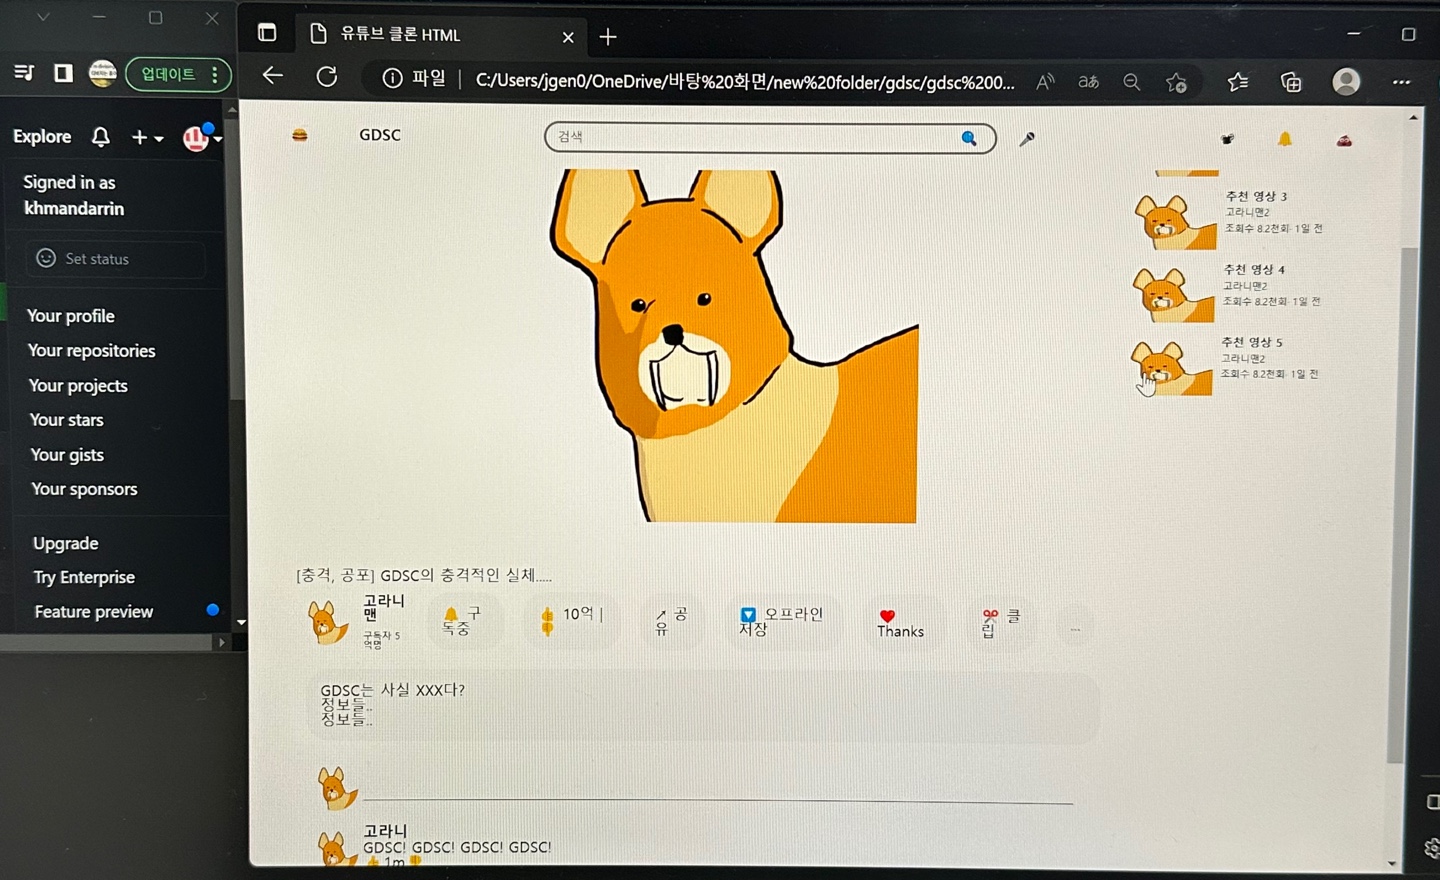 업데이트
Explore
Signed in as
khmandarrin
Set status
Your profile
Your repositories
Your projects
Your stars
Your gists
Your sponsors
Upgrade
Try Enterprise
Feature preview
유튜브 클론 HTML
파일
C:/Users/jgen0/OneDrive/바탕%20화면/new%20folder/gdsc/gdsc%200...
GDSC
검색
추천 영상 3
고라니맨2
조회수 8.2천회· 1일 전
추천 영상 4
고라니맨2
조회수 8.2천회· 1일 전
추천 영상 5
고라니맨2
조회수 8.2천회· 1일 전
[충격, 공포] GDSC의 충격적인 실체.....
고라니
맨
구독자 5
억명
구
독중
10억 |
공
유
오프라인
저장
Thanks
클
립
...
GDSC는 사실 XXX다?
정보들..
정보들..
고라니
GDSC! GDSC! GDSC! GDSC!
1m